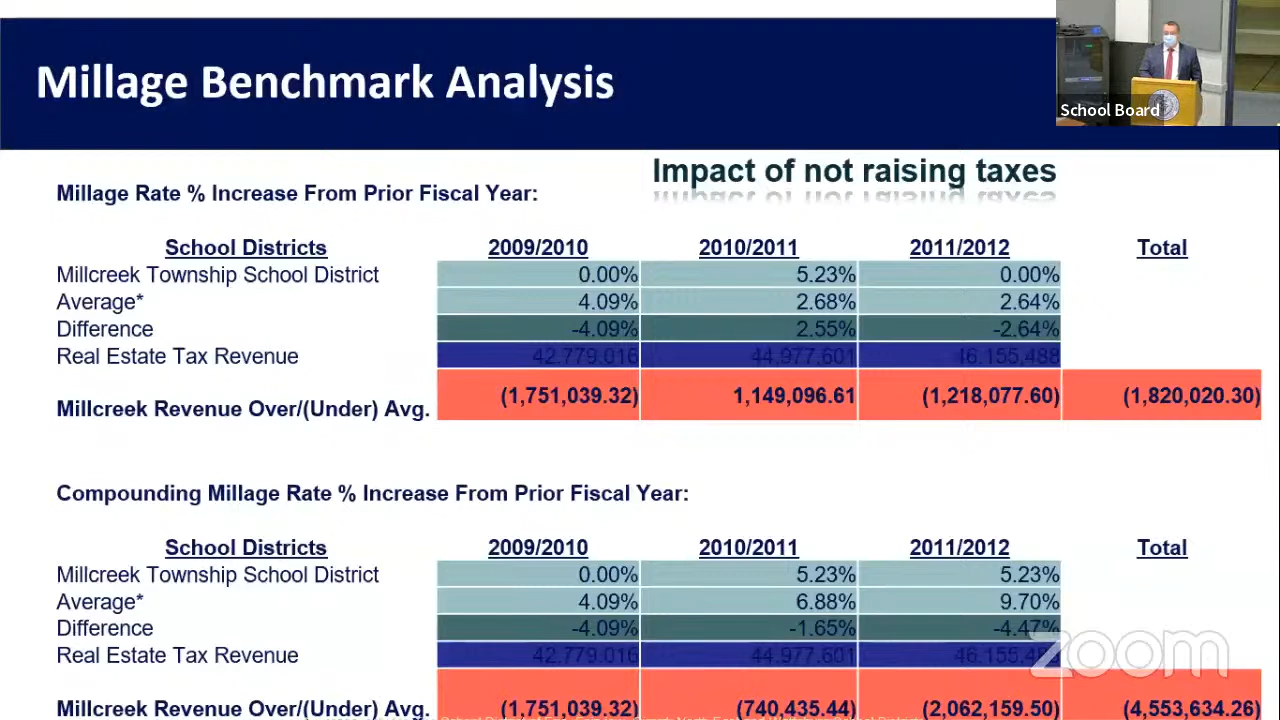 Millage Benchmark Analysis
School Board
Impact of not raising taxes
Millage Rate % Increase From Prior Fiscal Year:
School Districts 2009/2010 2010/2011 2011/2012 Total
Millcreek Township School District 0.00% 5.23% 0.00%
Average* 4.09% 2.68% 2.64%
Difference -4.09% 2.55% -2.64%
Real Estate Tax Revenue 42,779,016 44,977,601 46,155,488
Millcreek Revenue Over/(Under) Avg. (1,751,039.32) 1,149,096.61 (1,218,077.60) (1,820,020.30)
Compounding Millage Rate % Increase From Prior Fiscal Year:
School Districts 2009/2010 2010/2011 2011/2012 Total
Millcreek Township School District 0.00% 5.23% 5.23%
Average* 4.09% 6.88% 9.70%
Difference -4.09% -1.65% -4.47%
Real Estate Tax Revenue 42,779,016 44,977,601 46,155,488
zoom
Millcreek Revenue Over/(Under) Avg. (1,751,039.32) (740,435.44) (2,062,159.50) (4,553,634.26)